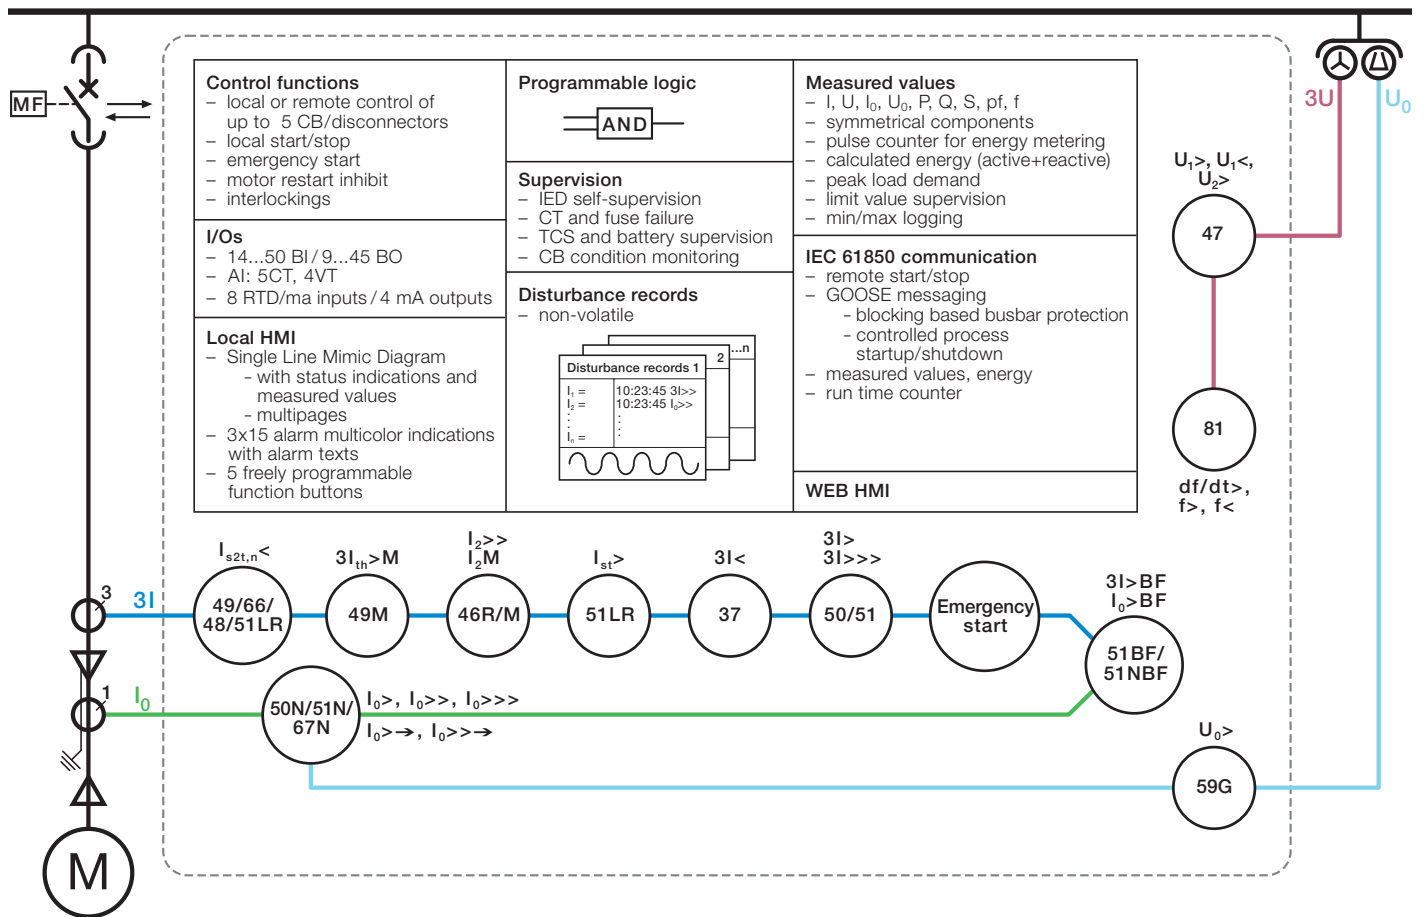 MF
Control functions
– local or remote control of
up to 5 CB/disconnectors
– local start/stop
– emergency start
– motor restart inhibit
– interlockings
I/Os
– 14...50 BI / 9...45 BO
– AI: 5CT, 4VT
– 8 RTD/ma inputs / 4 mA outputs
Local HMI
– Single Line Mimic Diagram
- with status indications and
measured values
- multipages
– 3x15 alarm multicolor indications
with alarm texts
– 5 freely programmable
function buttons
Programmable logic
AND
Supervision
– IED self-supervision
– CT and fuse failure
– TCS and battery supervision
– CB condition monitoring
Disturbance records
– non-volatile
...n
2
Disturbance records 1
I₁ = 10:23:45 3I>>
I₂ = 10:23:45 I₀>>
: :
Iₙ = :
Measured values
– I, U, I₀, U₀, P, Q, S, pf, f
– symmetrical components
– pulse counter for energy metering
– calculated energy (active+reactive)
– peak load demand
– limit value supervision
– min/max logging
IEC 61850 communication
– remote start/stop
– GOOSE messaging
- blocking based busbar protection
- controlled process
startup/shutdown
– measured values, energy
– run time counter
WEB HMI
3U
U₀
U₁>, U₁<,
U₂>
47
81
df/dt>,
f>, f<
3
3I
Iₛ₂ₜ,ₙ<
49/66/
48/51LR
3Iₜₕ>M
49M
I₂>>
I₂M
46R/M
Iₛₜ>
51LR
3I<
37
3I>
3I>>>
50/51
Emergency
start
3I>BF
I₀>BF
51BF/
51NBF
1
I₀
50N/51N/
67N
I₀>, I₀>>, I₀>>>
I₀>→, I₀>>→
U₀>
59G
M